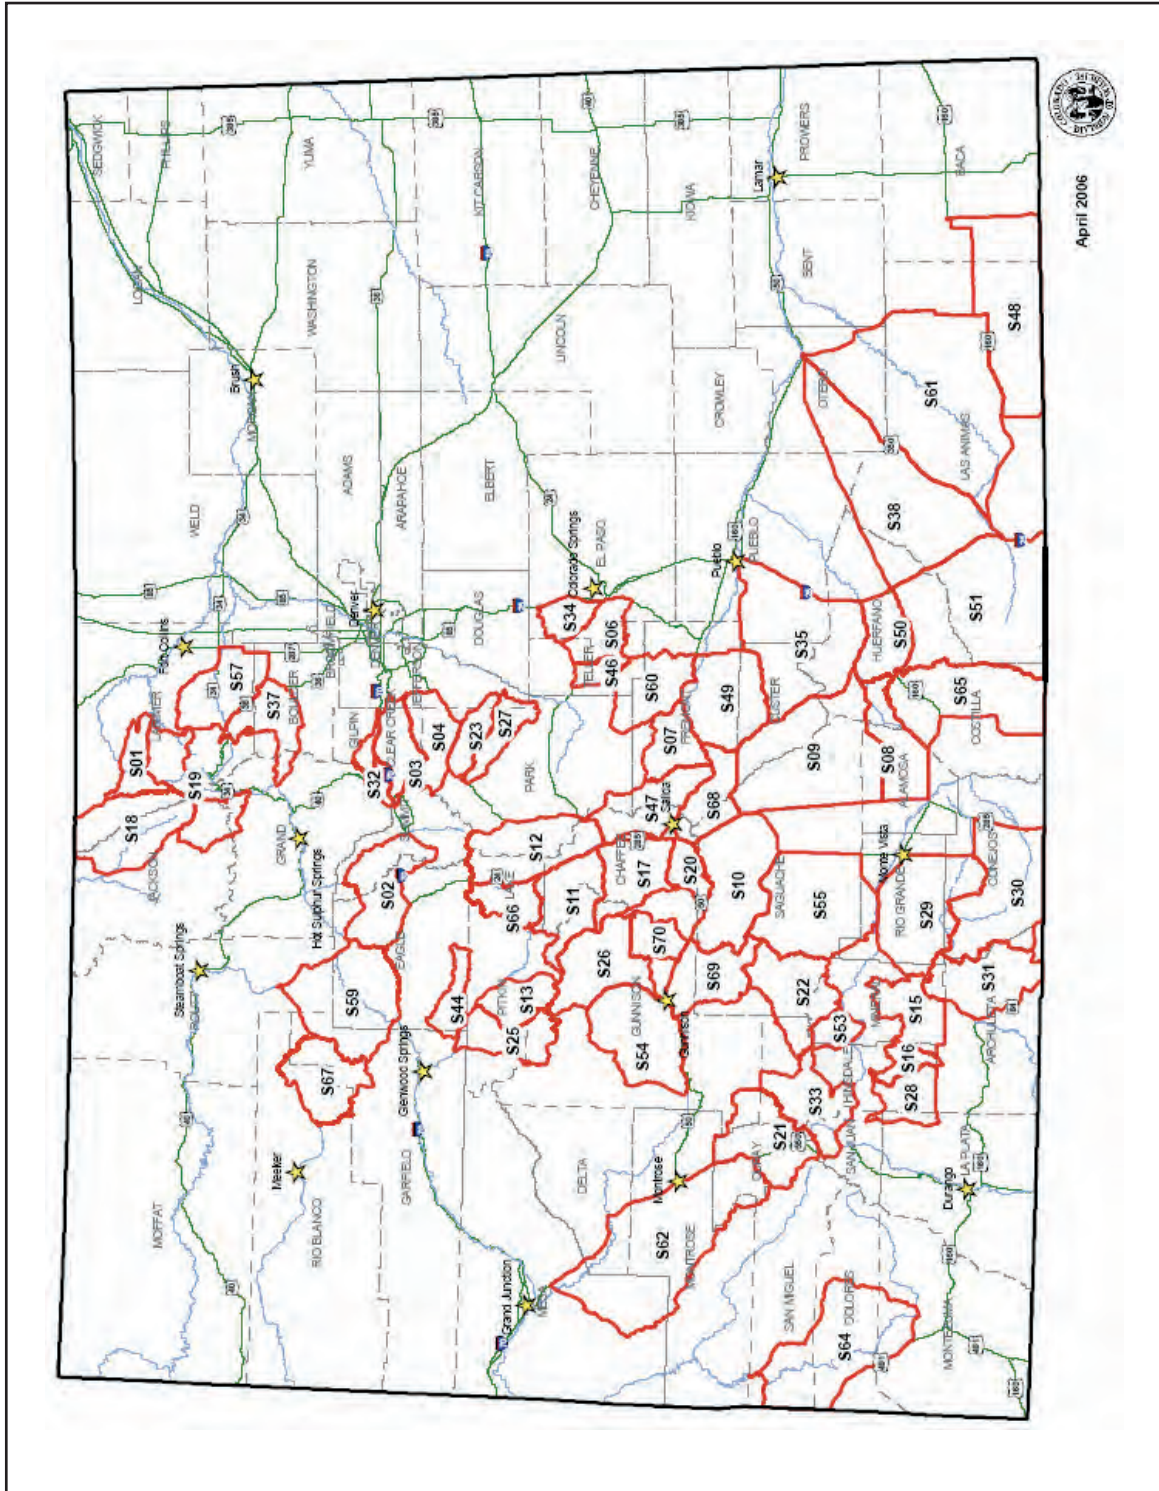 SEDGWICK
S01
S18
JACKSON
LARIMER
LOGAN
PHILLIPS
MOFFAT
Steamboat Springs
ROUTT
Fort Collins
WELD
S19
S57
S37
Brush
MORGAN
Meeker
GRAND
BOULDER
Hot Sulphur Springs
RIO BLANCO
WASHINGTON
YUMA
S67
S59
GILPIN
ADAMS
S32
Denver
DENVER
S02
CLEAR CREEK
EAGLE
SUMMIT
S03
Glenwood Springs
GARFIELD
JEFFERSON
ARAPAHOE
S04
S44
S23
DOUGLAS
KIT CARSON
ELBERT
PITKIN
S25
S13
S66
LAKE
S27
Grand Junction
MESA
PARK
S12
S11
LINCOLN
S34
Colorado Springs
EL PASO
CHEYENNE
DELTA
S26
TELLER
S06
S46
CHAFFEE
GUNNISON
S54
S17
S47
S60
Montrose
Gunnison
S70
Salida
S07
FREMONT
S62
MONTROSE
S20
KIOWA
S69
S10
S68
S49
Pueblo
PUEBLO
CROWLEY
Lamar
OURAY
S21
SAGUACHE
CUSTER
SAN MIGUEL
S22
S55
S09
S35
PROWERS
BENT
S33
S53
OTERO
S64
DOLORES
SAN JUAN
HINSDALE
MINERAL
HUERFANO
Monte Vista
RIO GRANDE
S08
ALAMOSA
S50
S38
S28
S16
S15
S29
S61
MONTEZUMA
Durango
LA PLATA
S65
COSTILLA
S51
LAS ANIMAS
BACA
ARCHULETA
S31
CONEJOS
S30
S48
April 2006